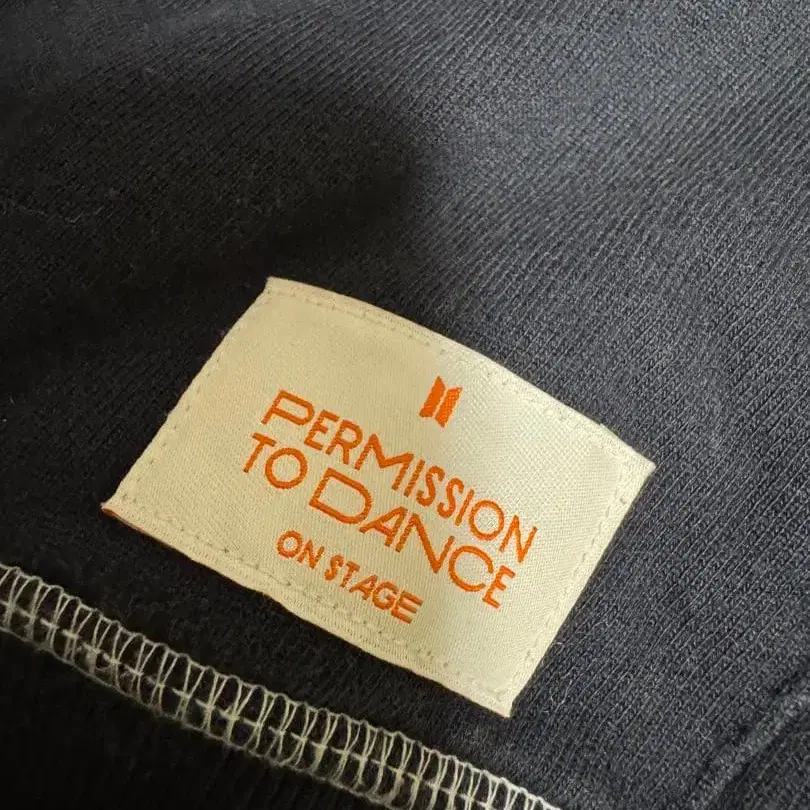 PERMISSION
TO DANCE
ON STAGE